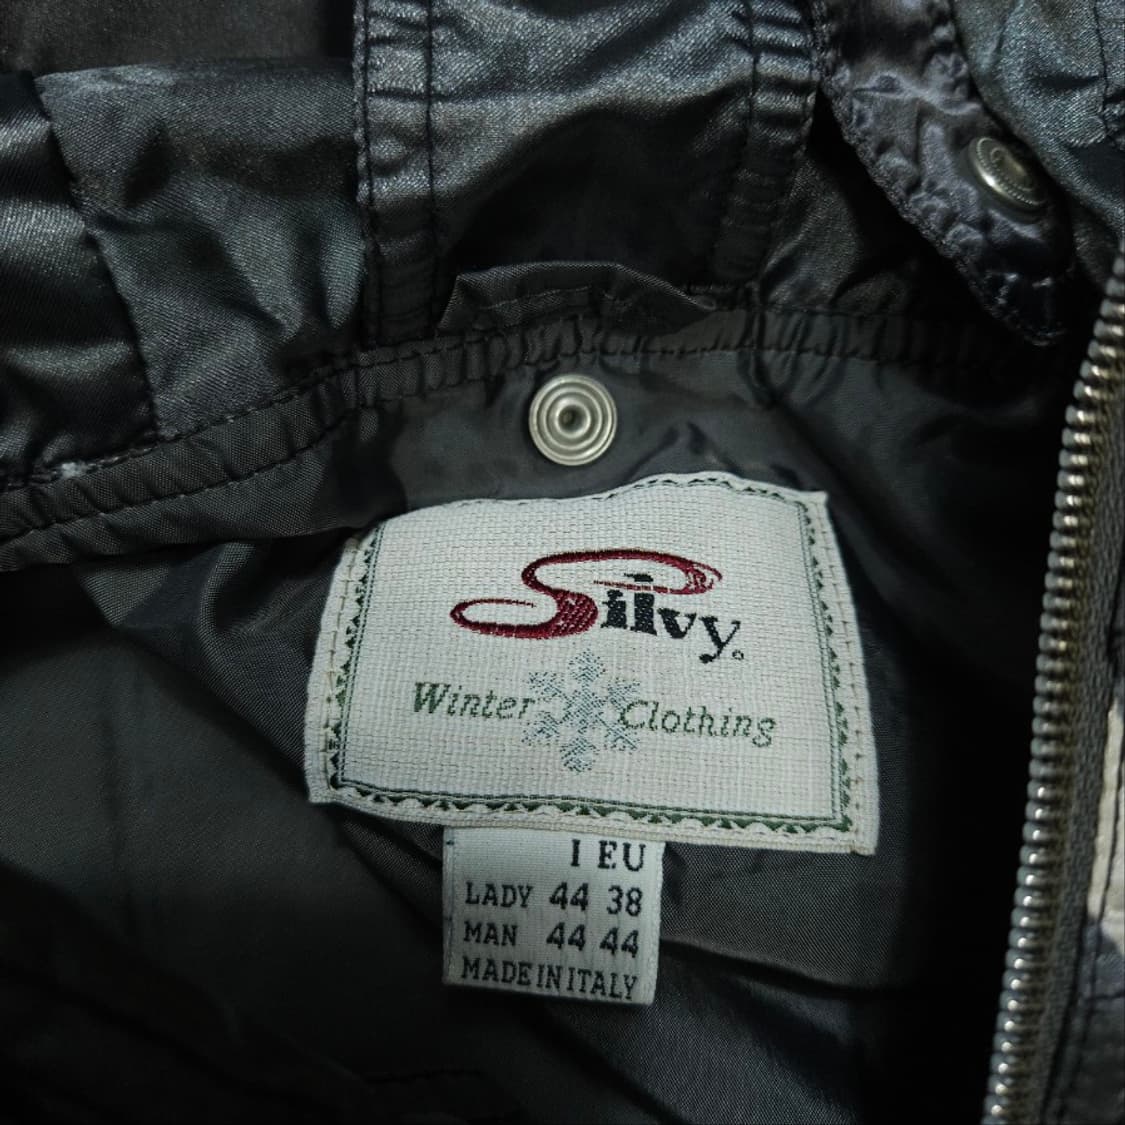 Silvy
Winter Clothing
I EU
LADY 44 38
MAN 44 44
MADE IN ITALY